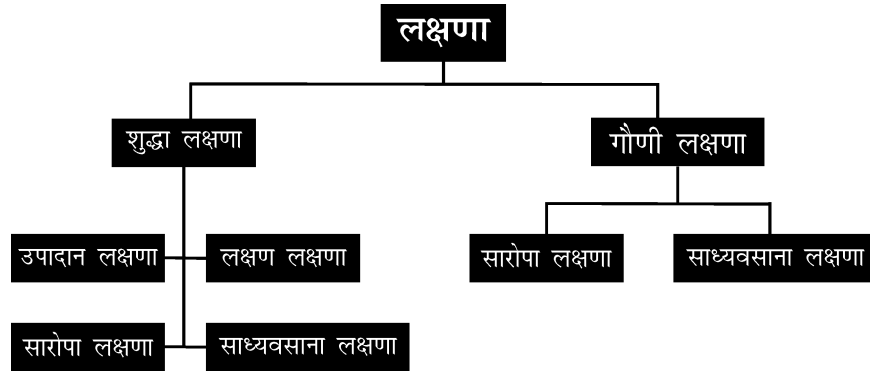 लक्षणा
शुद्धा लक्षणा
गौणी लक्षणा
उपादान लक्षणा
लक्षण लक्षणा
सारोपा लक्षणा
साध्यवसाना लक्षणा
सारोपा लक्षणा
साध्यवसाना लक्षणा